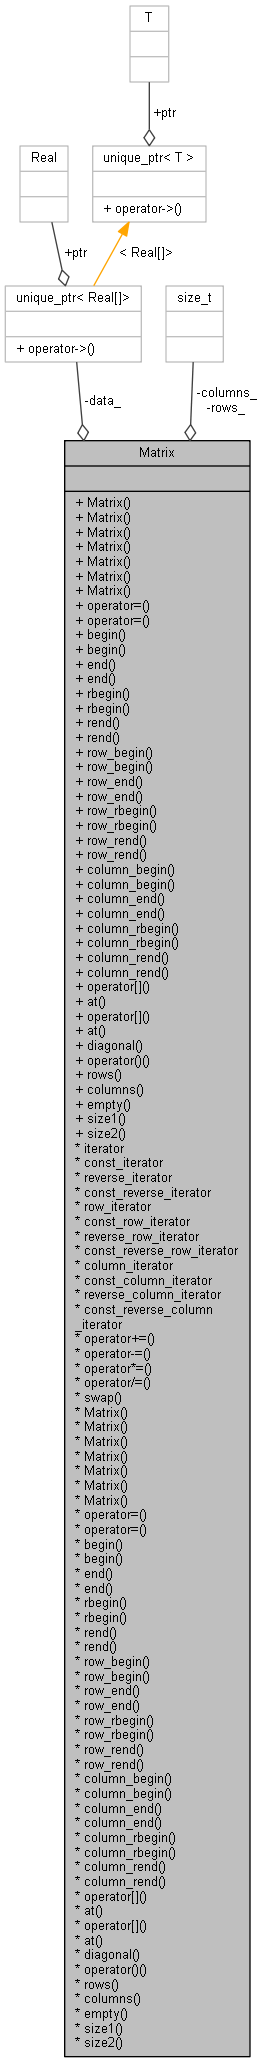 T
+ptr
Real
unique_ptr< T >
+ operator->()
+ptr
< Real[]>
unique_ptr< Real[]>
+ operator->()
size_t
-data_
-columns_
-rows_
Matrix
+ Matrix()
+ Matrix()
+ Matrix()
+ Matrix()
+ Matrix()
+ Matrix()
+ Matrix()
+ operator=()
+ operator=()
+ begin()
+ begin()
+ end()
+ end()
+ rbegin()
+ rbegin()
+ rend()
+ rend()
+ row_begin()
+ row_begin()
+ row_end()
+ row_end()
+ row_rbegin()
+ row_rbegin()
+ row_rend()
+ row_rend()
+ column_begin()
+ column_begin()
+ column_end()
+ column_end()
+ column_rbegin()
+ column_rbegin()
+ column_rend()
+ column_rend()
+ operator[]()
+ at()
+ operator[]()
+ at()
+ diagonal()
+ operator()()
+ rows()
+ columns()
+ empty()
+ size1()
+ size2()
* iterator
* const_iterator
* reverse_iterator
* const_reverse_iterator
* row_iterator
* const_row_iterator
* reverse_row_iterator
* const_reverse_row_iterator
* column_iterator
* const_column_iterator
* reverse_column_iterator
* const_reverse_column
_iterator
* operator+=()
* operator-=()
* operator*=()
* operator/=()
* swap()
* Matrix()
* Matrix()
* Matrix()
* Matrix()
* Matrix()
* Matrix()
* Matrix()
* operator=()
* operator=()
* begin()
* begin()
* end()
* end()
* rbegin()
* rbegin()
* rend()
* rend()
* row_begin()
* row_begin()
* row_end()
* row_end()
* row_rbegin()
* row_rbegin()
* row_rend()
* row_rend()
* column_begin()
* column_begin()
* column_end()
* column_end()
* column_rbegin()
* column_rbegin()
* column_rend()
* column_rend()
* operator[]()
* at()
* operator[]()
* at()
* diagonal()
* operator()()
* rows()
* columns()
* empty()
* size1()
* size2()